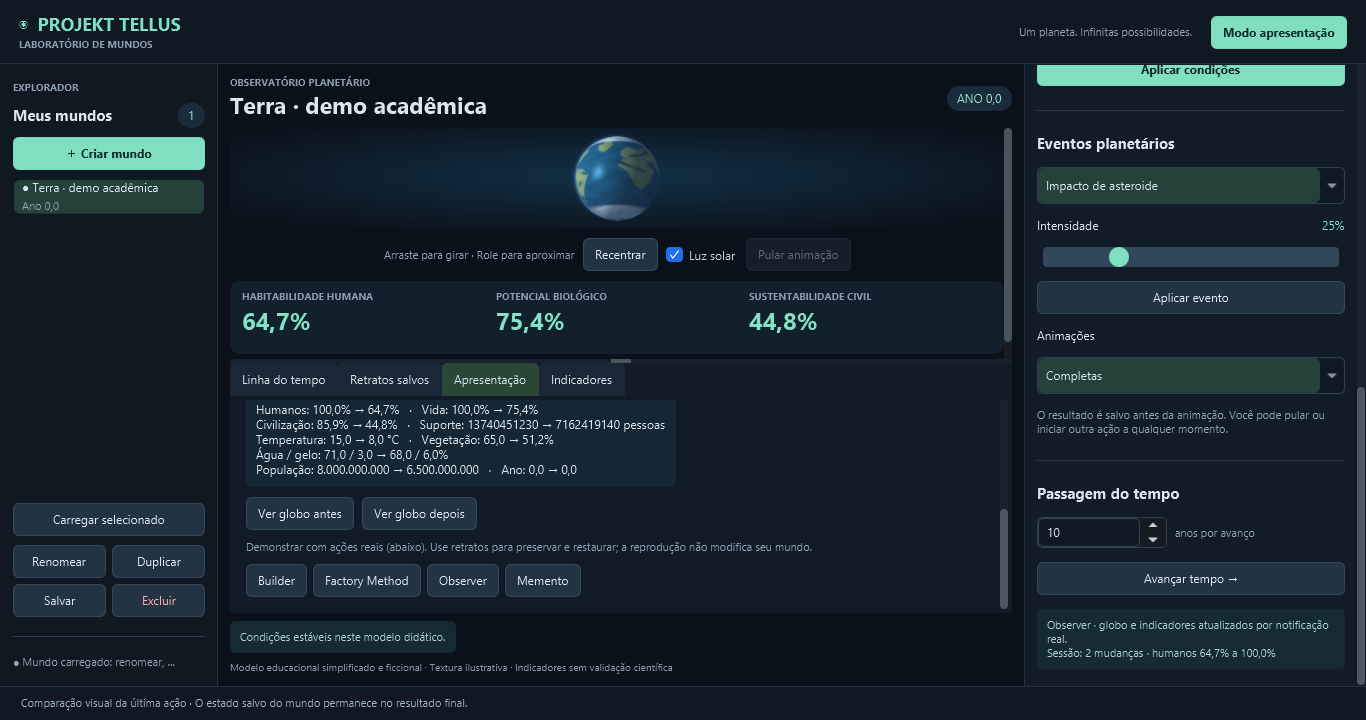 PROJEKT TELLUS
LABORATÓRIO DE MUNDOS
Um planeta. Infinitas possibilidades.
Modo apresentação
EXPLORADOR
Meus mundos
1
+ Criar mundo
● Terra · demo acadêmica
Ano 0,0
Carregar selecionado
Renomear
Duplicar
Salvar
Excluir
● Mundo carregado: renomear, ...
OBSERVATÓRIO PLANETÁRIO
Terra · demo acadêmica
ANO 0,0
Arraste para girar · Role para aproximar
Recentrar
Luz solar
Pular animação
HABITABILIDADE HUMANA
POTENCIAL BIOLÓGICO
SUSTENTABILIDADE CIVIL
64,7%
75,4%
44,8%
Linha do tempo
Retratos salvos
Apresentação
Indicadores
Humanos: 100,0% → 64,7% · Vida: 100,0% → 75,4%
Civilização: 85,9% → 44,8% · Suporte: 13740451230 → 7162419140 pessoas
Temperatura: 15,0 → 8,0 °C · Vegetação: 65,0 → 51,2%
Água / gelo: 71,0 / 3,0 → 68,0 / 6,0%
População: 8.000.000.000 → 6.500.000.000 · Ano: 0,0 → 0,0
Ver globo antes
Ver globo depois
Demonstrar com ações reais (abaixo). Use retratos para preservar e restaurar; a reprodução não modifica seu mundo.
Builder
Factory Method
Observer
Memento
Condições estáveis neste modelo didático.
Modelo educacional simplificado e ficcional · Textura ilustrativa · Indicadores sem validação científica
Aplicar condições
Eventos planetários
Impacto de asteroide
Intensidade
25%
Aplicar evento
Animações
Completas
O resultado é salvo antes da animação. Você pode pular ou
iniciar outra ação a qualquer momento.
Passagem do tempo
10
anos por avanço
Avançar tempo →
Observer · globo e indicadores atualizados por notificação
real.
Sessão: 2 mudanças · humanos 64,7% a 100,0%
Comparação visual da última ação · O estado salvo do mundo permanece no resultado final.